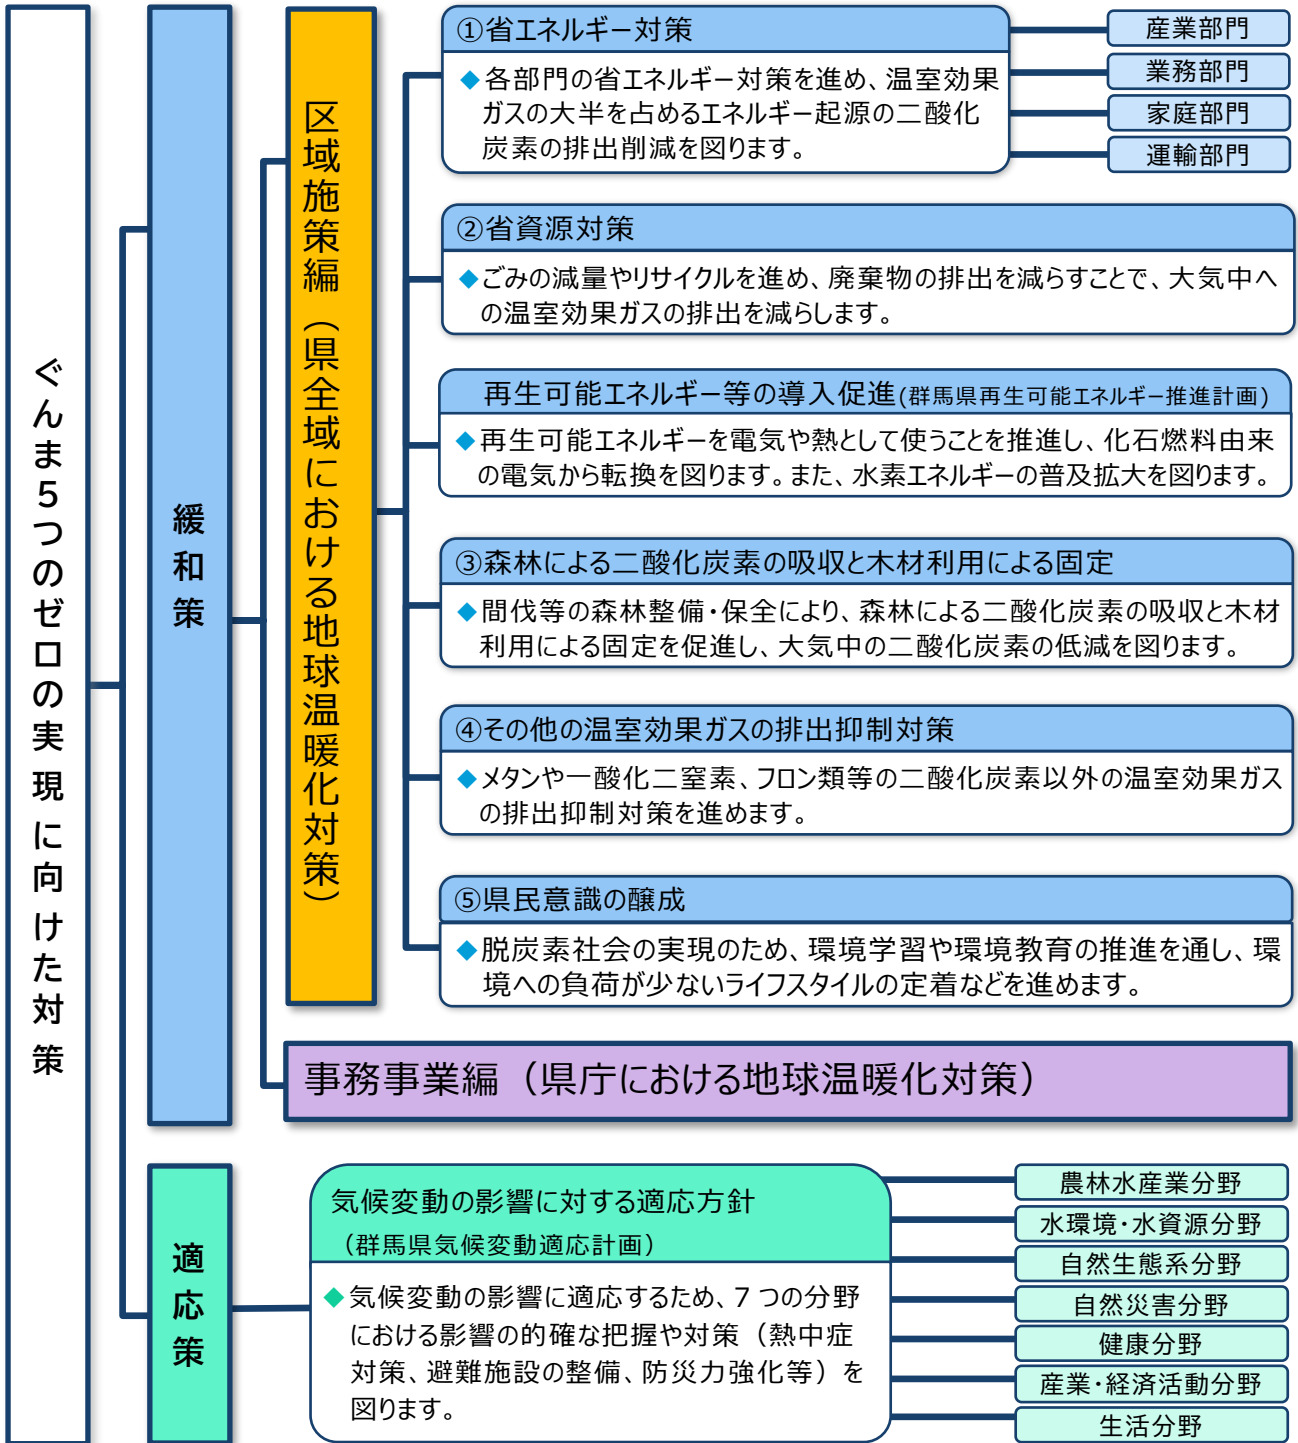 ぐんま５つのゼロの実現に向けた対策
緩和策
区域施策編（県全域における地球温暖化対策）
①省エネルギー対策
◆各部門の省エネルギー対策を進め、温室効果
ガスの大半を占めるエネルギー起源の二酸化
炭素の排出削減を図ります。
産業部門
業務部門
家庭部門
運輸部門
②省資源対策
◆ごみの減量やリサイクルを進め、廃棄物の排出を減らすことで、大気中へ
の温室効果ガスの排出を減らします。
再生可能エネルギー等の導入促進(群馬県再生可能エネルギー推進計画)
◆再生可能エネルギーを電気や熱として使うことを推進し、化石燃料由来
の電気から転換を図ります。また、水素エネルギーの普及拡大を図ります。
③森林による二酸化炭素の吸収と木材利用による固定
◆間伐等の森林整備・保全により、森林による二酸化炭素の吸収と木材
利用による固定を促進し、大気中の二酸化炭素の低減を図ります。
④その他の温室効果ガスの排出抑制対策
◆メタンや一酸化二窒素、フロン類等の二酸化炭素以外の温室効果ガス
の排出抑制対策を進めます。
⑤県民意識の醸成
◆脱炭素社会の実現のため、環境学習や環境教育の推進を通し、環
境への負荷が少ないライフスタイルの定着などを進めます。
事務事業編（県庁における地球温暖化対策）
適応策
気候変動の影響に対する適応方針
（群馬県気候変動適応計画）
◆気候変動の影響に適応するため、7 つの分野
における影響の的確な把握や対策（熱中症
対策、避難施設の整備、防災力強化等）を
図ります。
農林水産業分野
水環境・水資源分野
自然生態系分野
自然災害分野
健康分野
産業・経済活動分野
生活分野